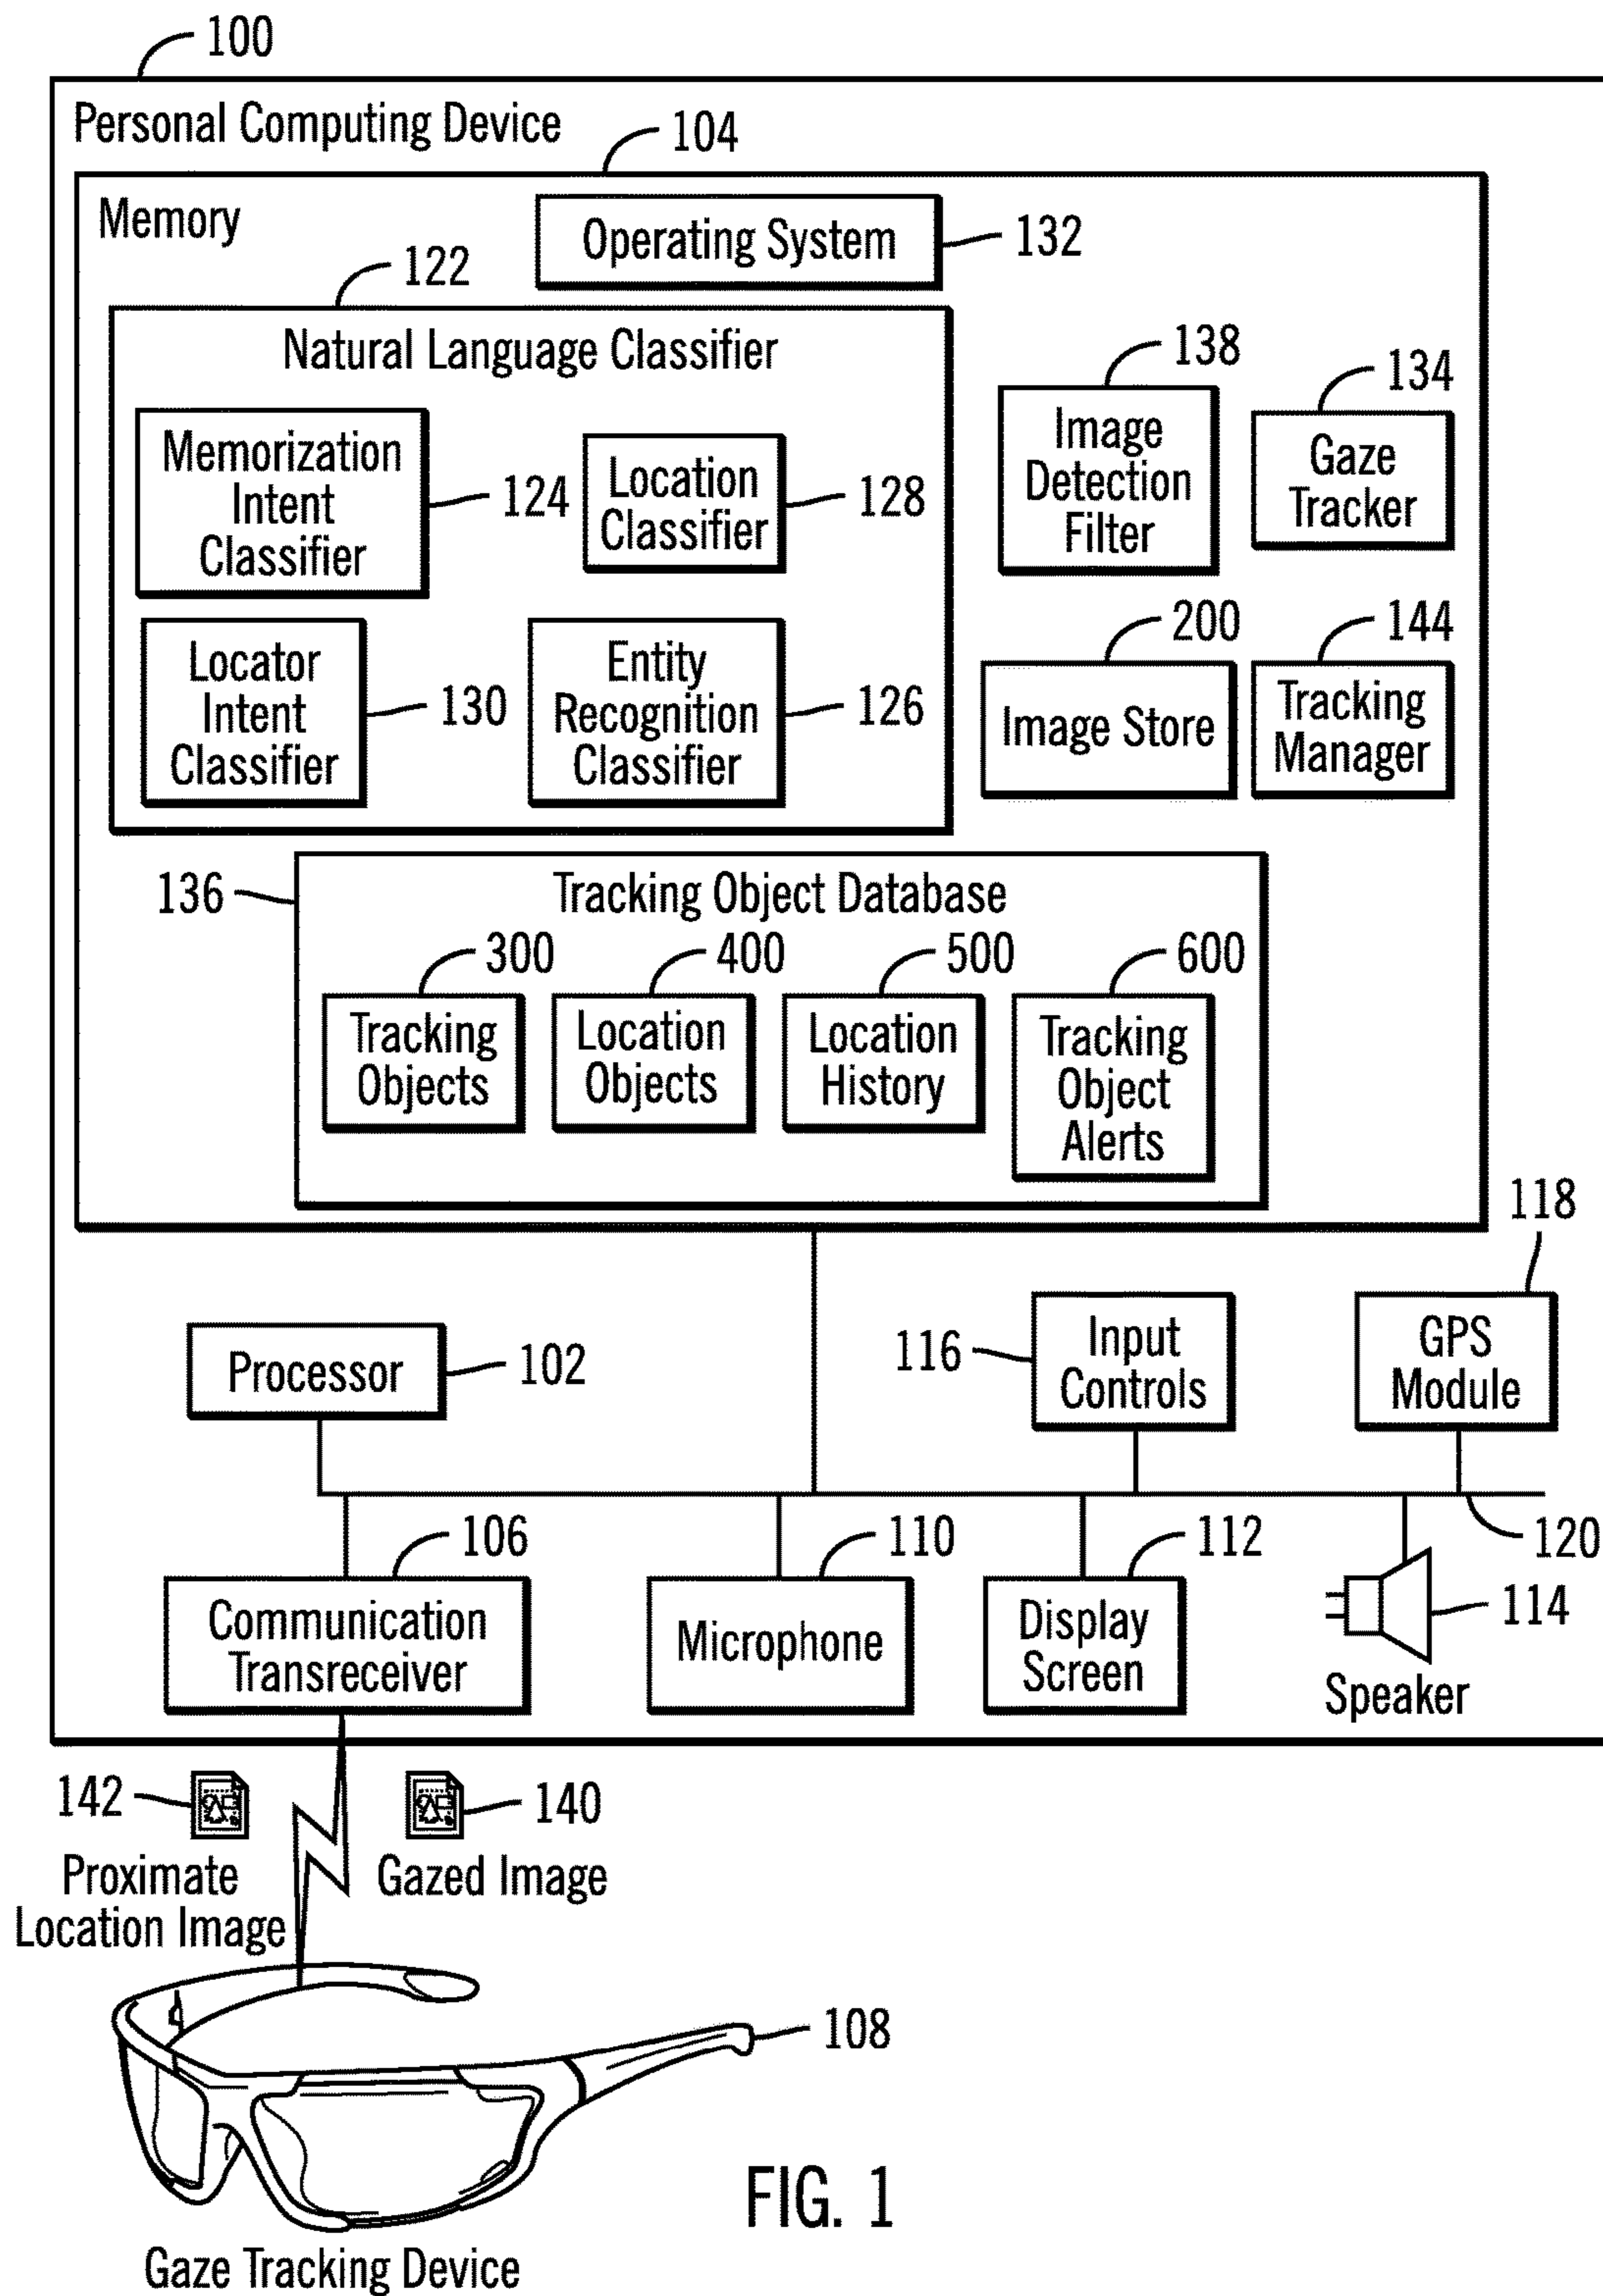 100
Personal Computing Device
104
Memory
Operating System
132
122
Natural Language Classifier
138
134
Memorization
Intent
Classifier
124
Location
Classifier
128
Image
Detection
Filter
Gaze
Tracker
Locator
Intent
Classifier
130
Entity
Recognition
Classifier
126
200
Image Store
144
Tracking
Manager
136
Tracking Object Database
300
400
500
600
Tracking
Objects
Location
Objects
Location
History
Tracking
Object
Alerts
118
Processor
102
116
Input
Controls
GPS
Module
106
110
112
120
Communication
Transreceiver
Microphone
Display
Screen
114
Speaker
142
140
Proximate
Location Image
Gazed Image
108
FIG. 1
Gaze Tracking Device